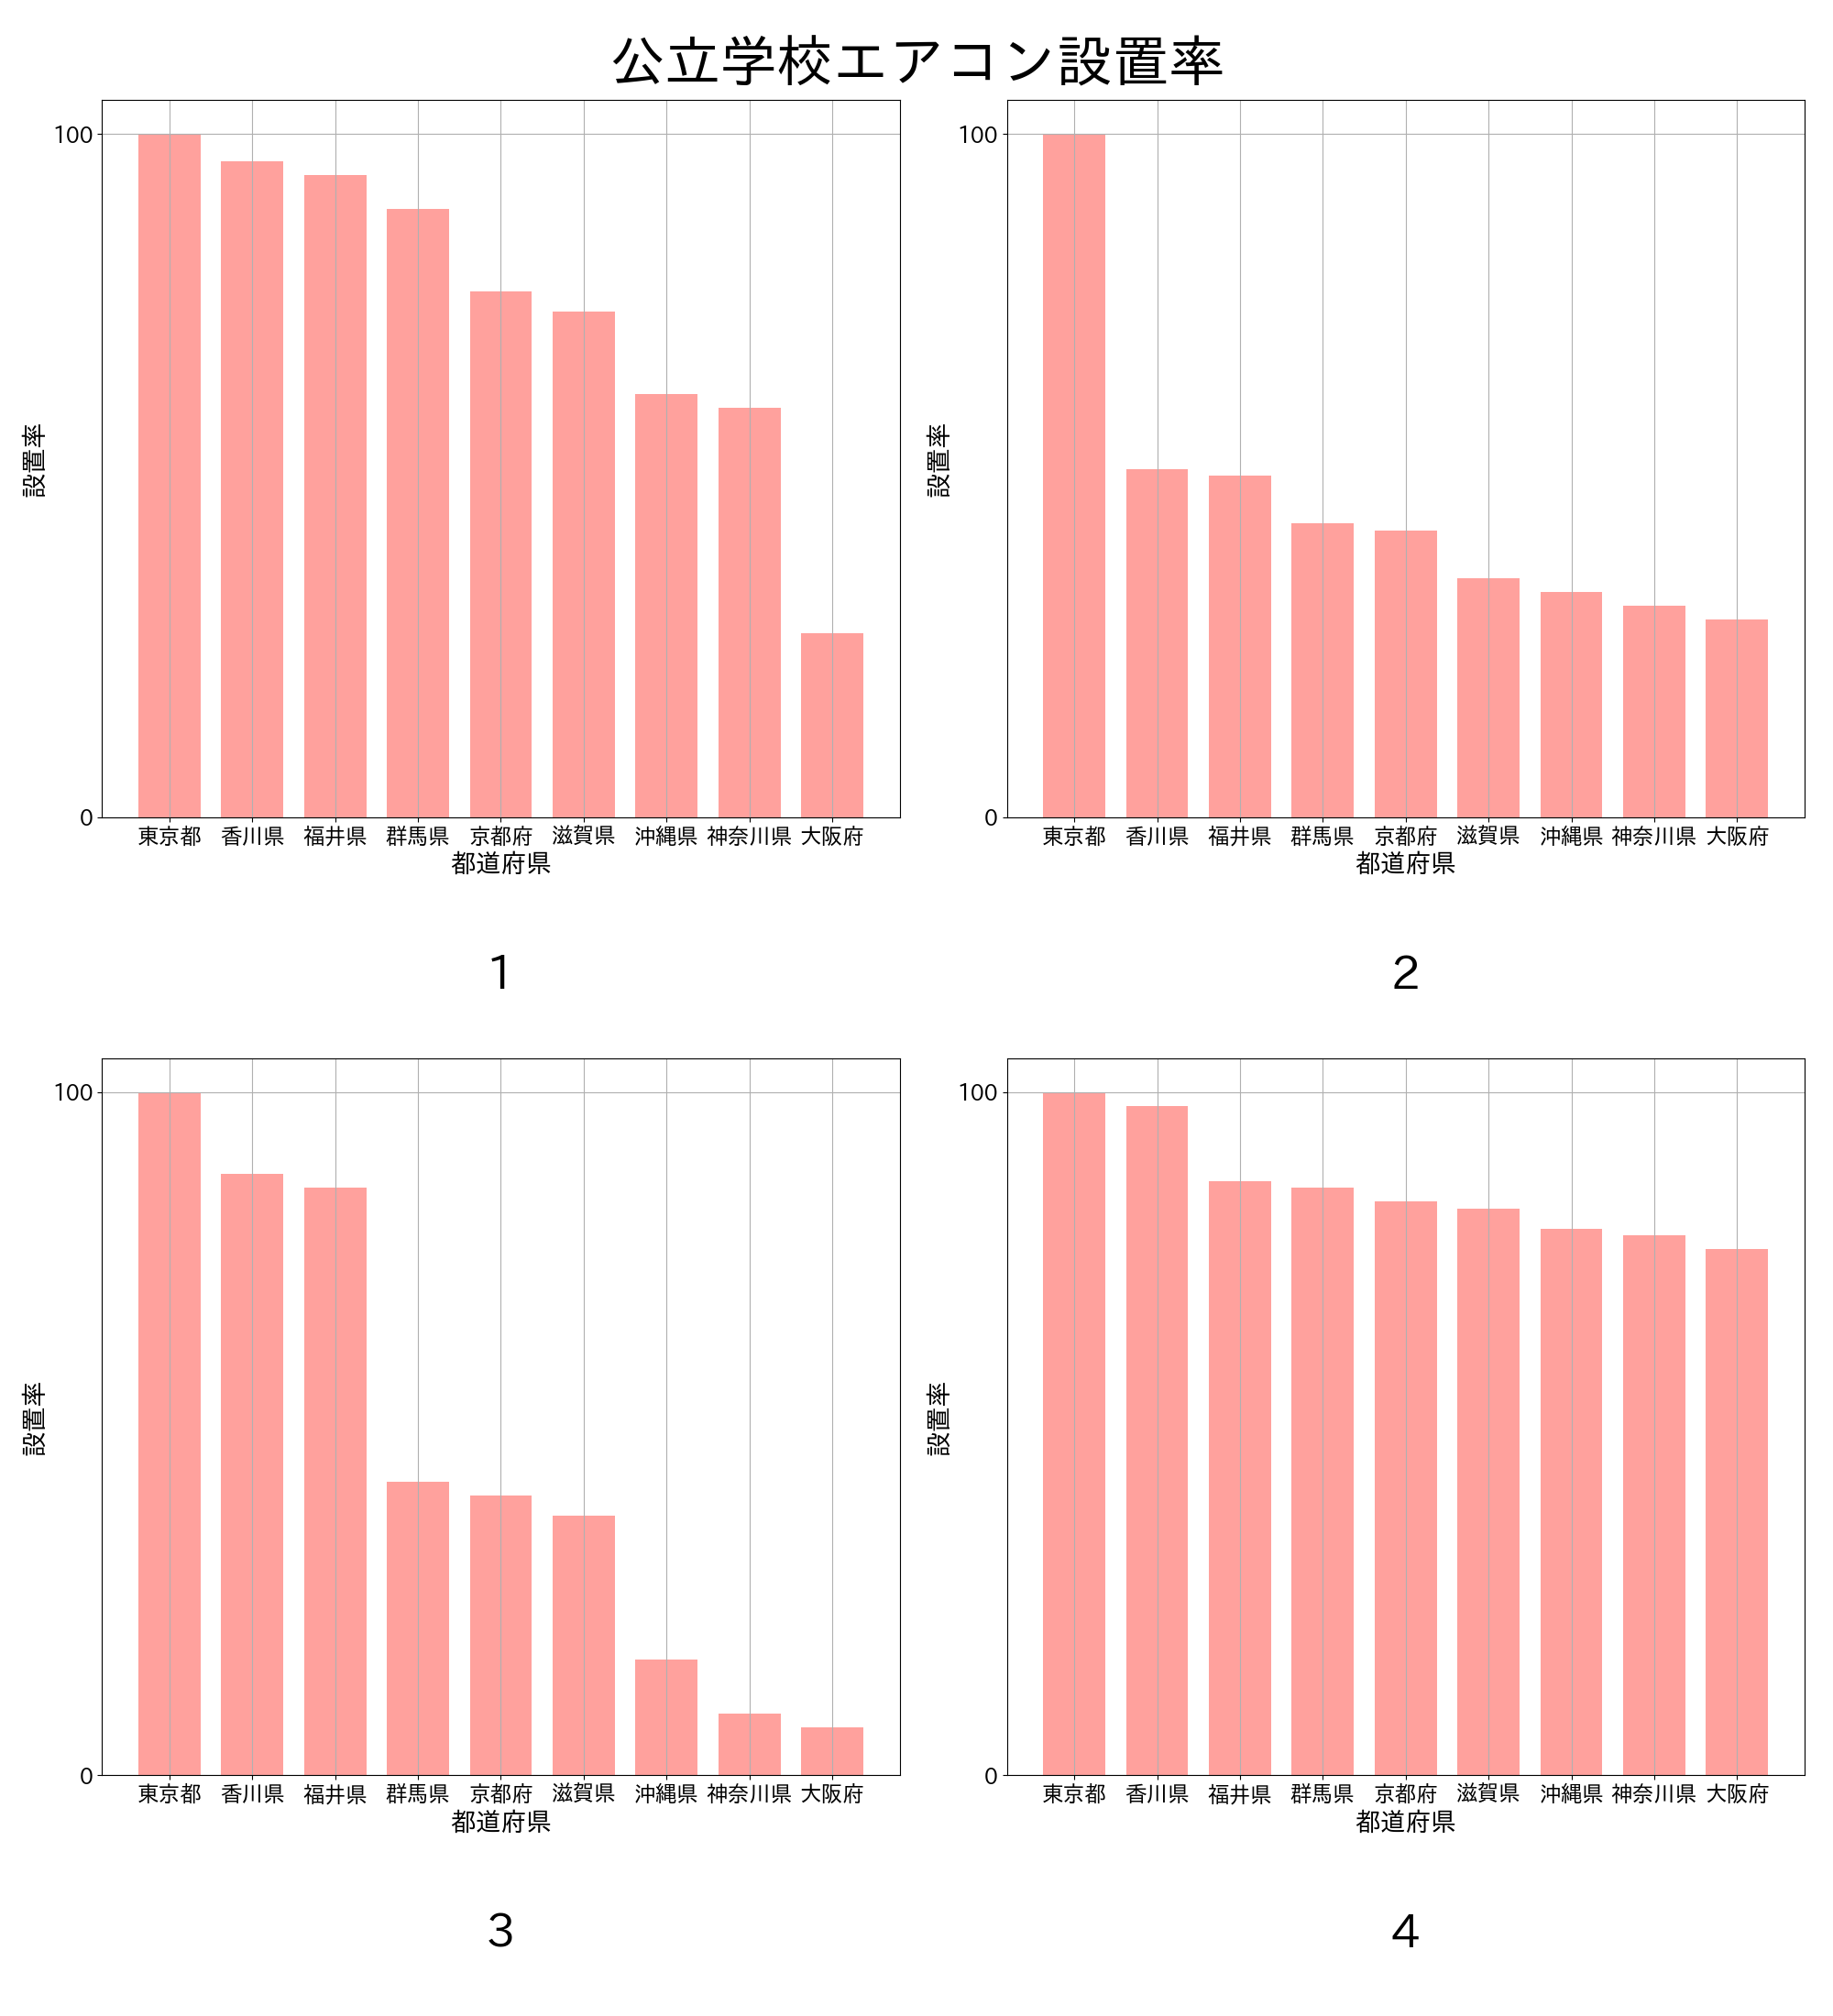 公立学校エアコン設置率
100
0
設置率
東京都 香川県 福井県 群馬県 京都府 滋賀県 沖縄県 神奈川県 大阪府
都道府県
1
100
0
設置率
東京都 香川県 福井県 群馬県 京都府 滋賀県 沖縄県 神奈川県 大阪府
都道府県
2
100
0
設置率
東京都 香川県 福井県 群馬県 京都府 滋賀県 沖縄県 神奈川県 大阪府
都道府県
3
100
0
設置率
東京都 香川県 福井県 群馬県 京都府 滋賀県 沖縄県 神奈川県 大阪府
都道府県
4